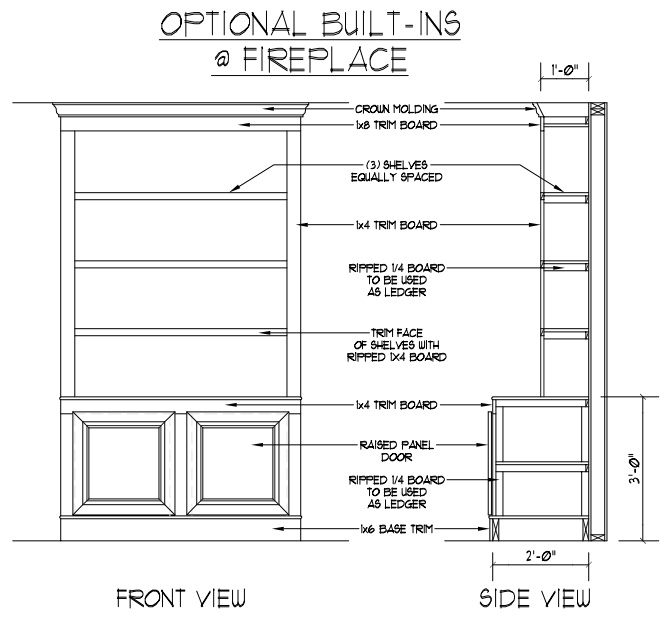 OPTIONAL BUILT-INS
@ FIREPLACE
1'-0"
CROWN MOLDING
1x8 TRIM BOARD
(3) SHELVES
EQUALLY SPACED
1x4 TRIM BOARD
RIPPED 1/4 BOARD
TO BE USED
AS LEDGER
TRIM FACE
OF SHELVES WITH
RIPPED 1X4 BOARD
1x4 TRIM BOARD
RAISED PANEL
DOOR
3'-0"
RIPPED 1/4 BOARD
TO BE USED
AS LEDGER
1x6 BASE TRIM
2'-0"
FRONT VIEW
SIDE VIEW